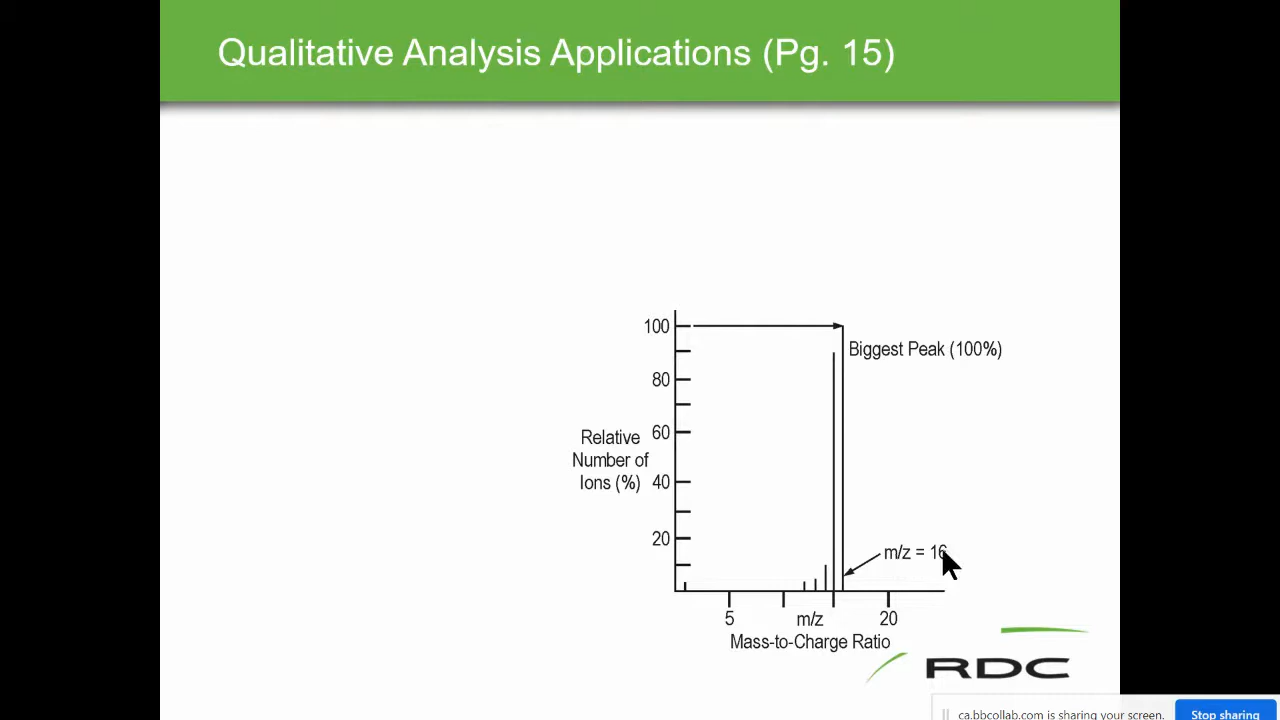 Qualitative Analysis Applications (Pg. 15)
100
Biggest Peak (100%)
80
Relative
Number of
Ions (%)
60
40
20
m/z = 16
5
m/z
20
Mass-to-Charge Ratio
RDC
ca.bbcollab.com is sharing your screen.
Stop sharing